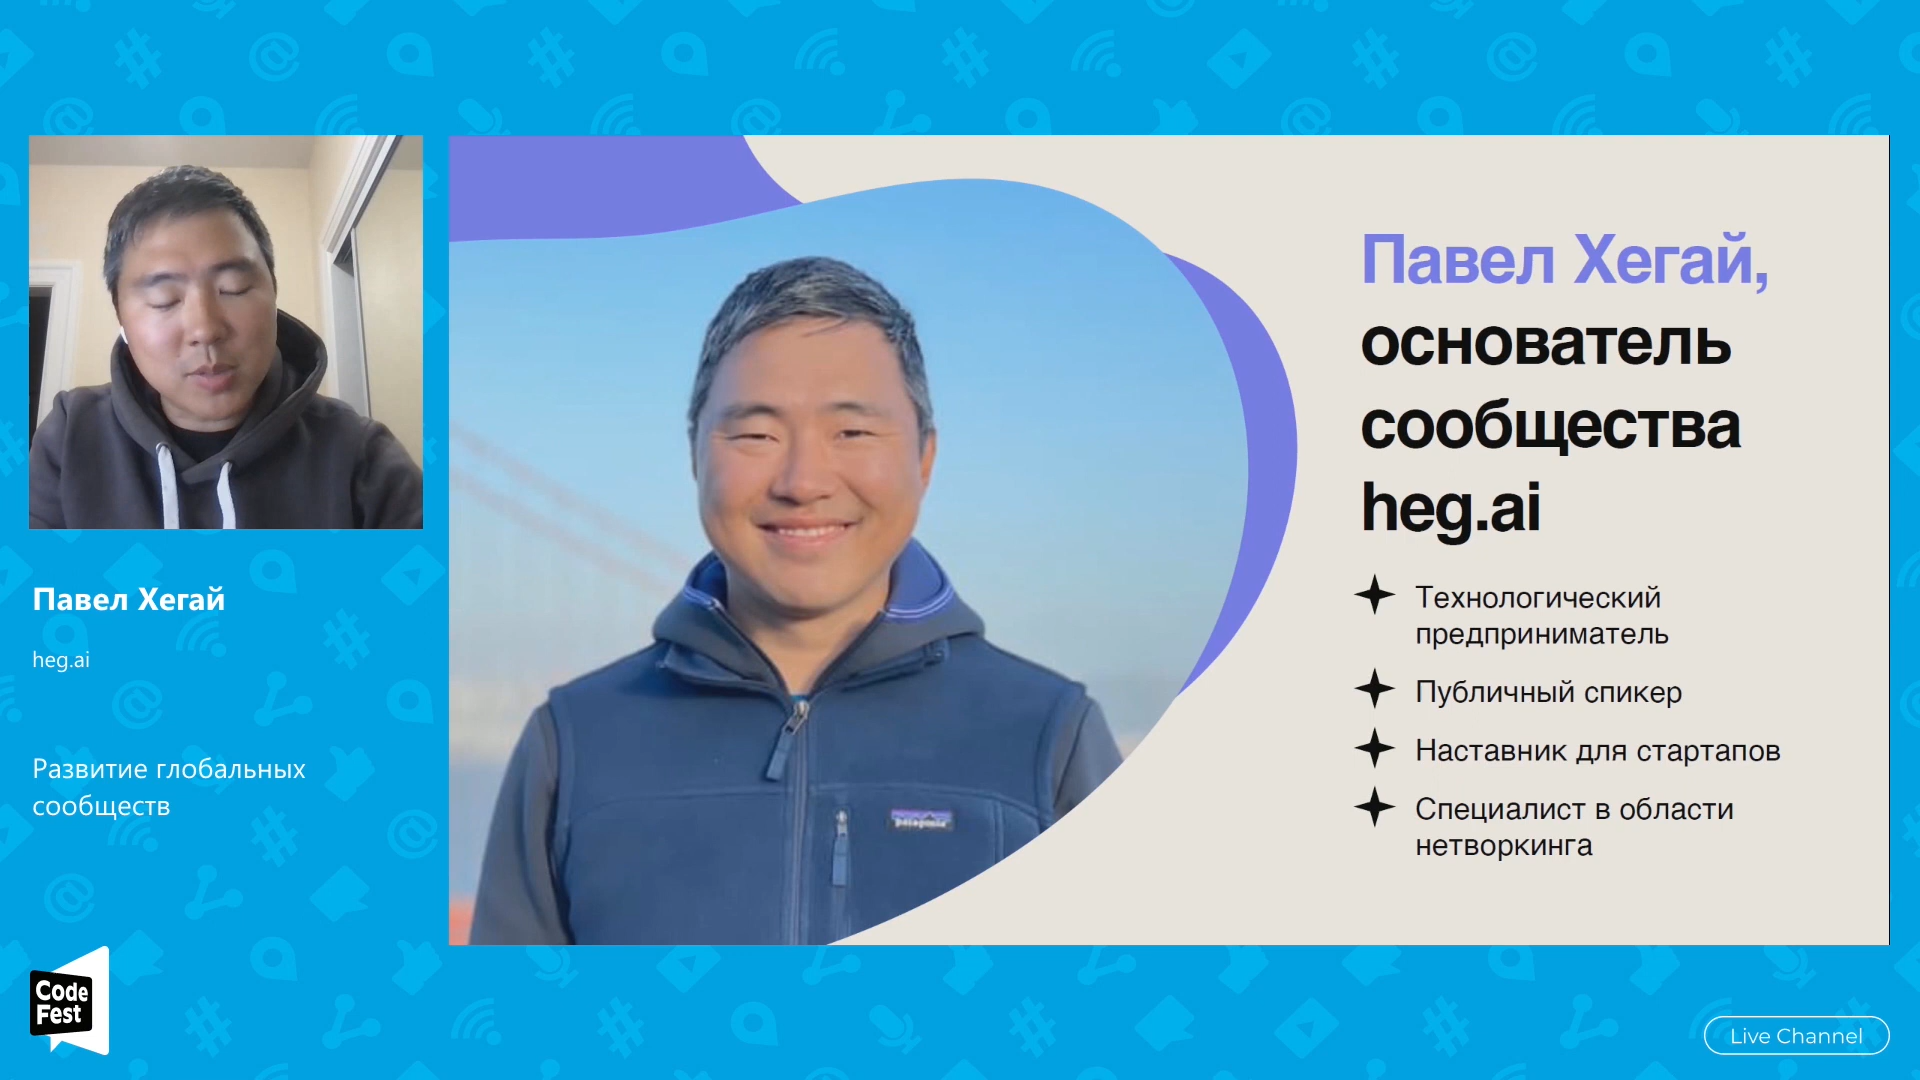 Павел Хегай,
основатель
сообщества
heg.ai
Технологический
предприниматель
Публичный спикер
Наставник для стартапов
Специалист в области
нетворкинга
patagonia
Павел Хегай
heg.ai
Развитие глобальных
сообществ
Code
Fest
Live Channel